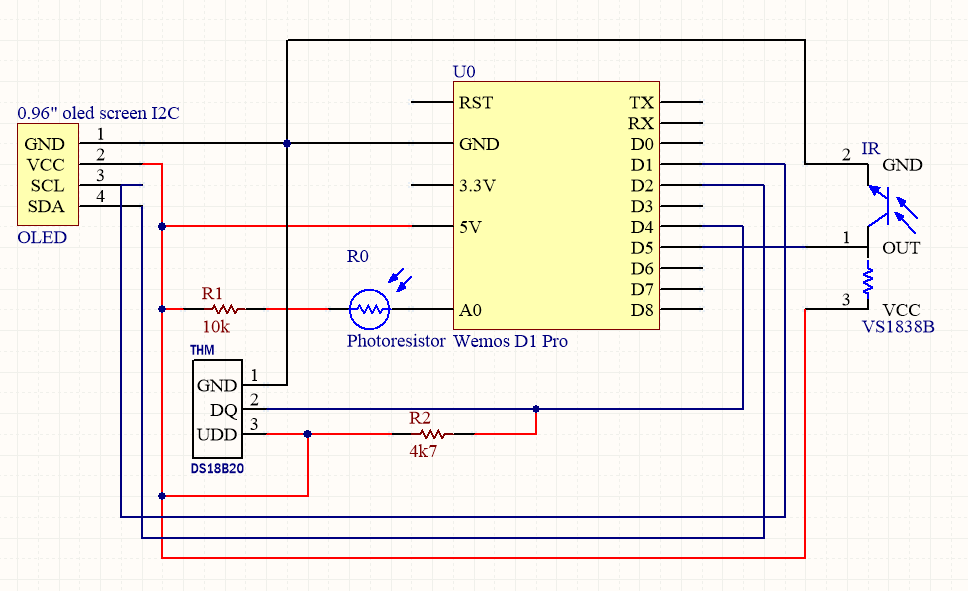 U0
0.96" oled screen I2C
GND 1
VCC 2
SCL 3
SDA 4
OLED
RST TX
RX
GND D0
D1
3.3V D2
D3
5V D4
D5
D6
D7
A0 D8
Wemos D1 Pro
IR
2 GND
1 OUT
3 VCC
VS1838B
R0
Photoresistor
R1
10k
THM
GND 1
DQ 2
UDD 3
DS18B20
R2
4k7